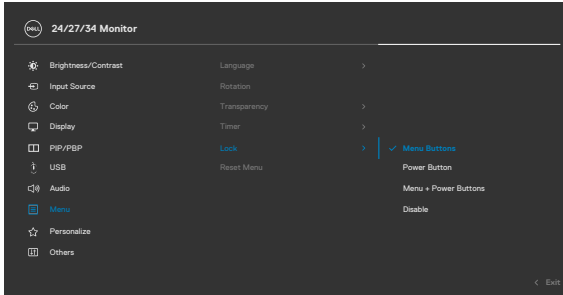 DELL 24/27/34 Monitor
Brightness/Contrast Language >
Input Source Rotation
Color Transparency >
Display Timer >
PIP/PBP Lock > ✓ Menu Buttons
USB Reset Menu Power Button
Audio Menu + Power Buttons
Menu Disable
Personalize
Others
< Exit